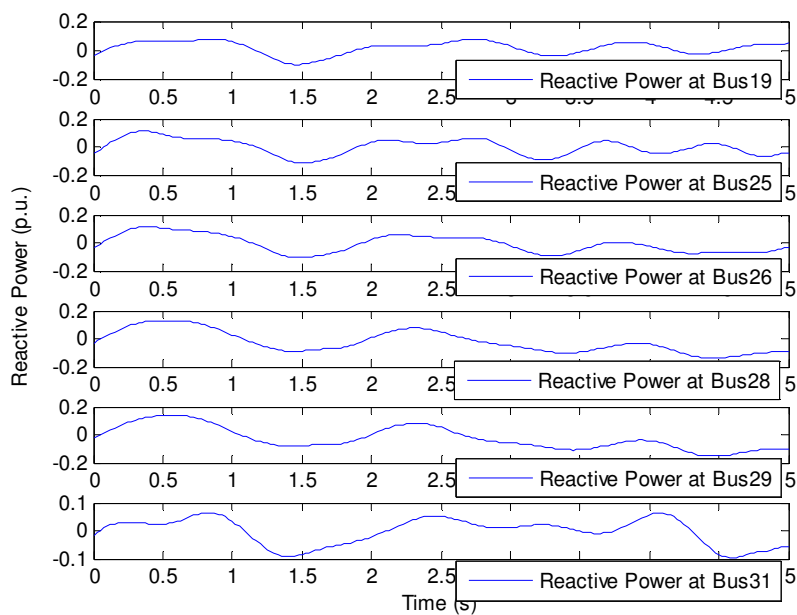 0.2
0
-0.2
0 0.5 1 1.5 2 2.5 5
Reactive Power at Bus19
0.2
0
-0.2
0 0.5 1 1.5 2 2.5 5
Reactive Power at Bus25
0.2
0
-0.2
0 0.5 1 1.5 2 2.5 5
Reactive Power at Bus26
0.2
0
-0.2
0 0.5 1 1.5 2 2.5 5
Reactive Power at Bus28
0.2
0
-0.2
0 0.5 1 1.5 2 2.5 5
Reactive Power at Bus29
0.1
0
-0.1
0 0.5 1 1.5 2 2.5 5
Reactive Power at Bus31
Time (s)
Reactive Power (p.u.)